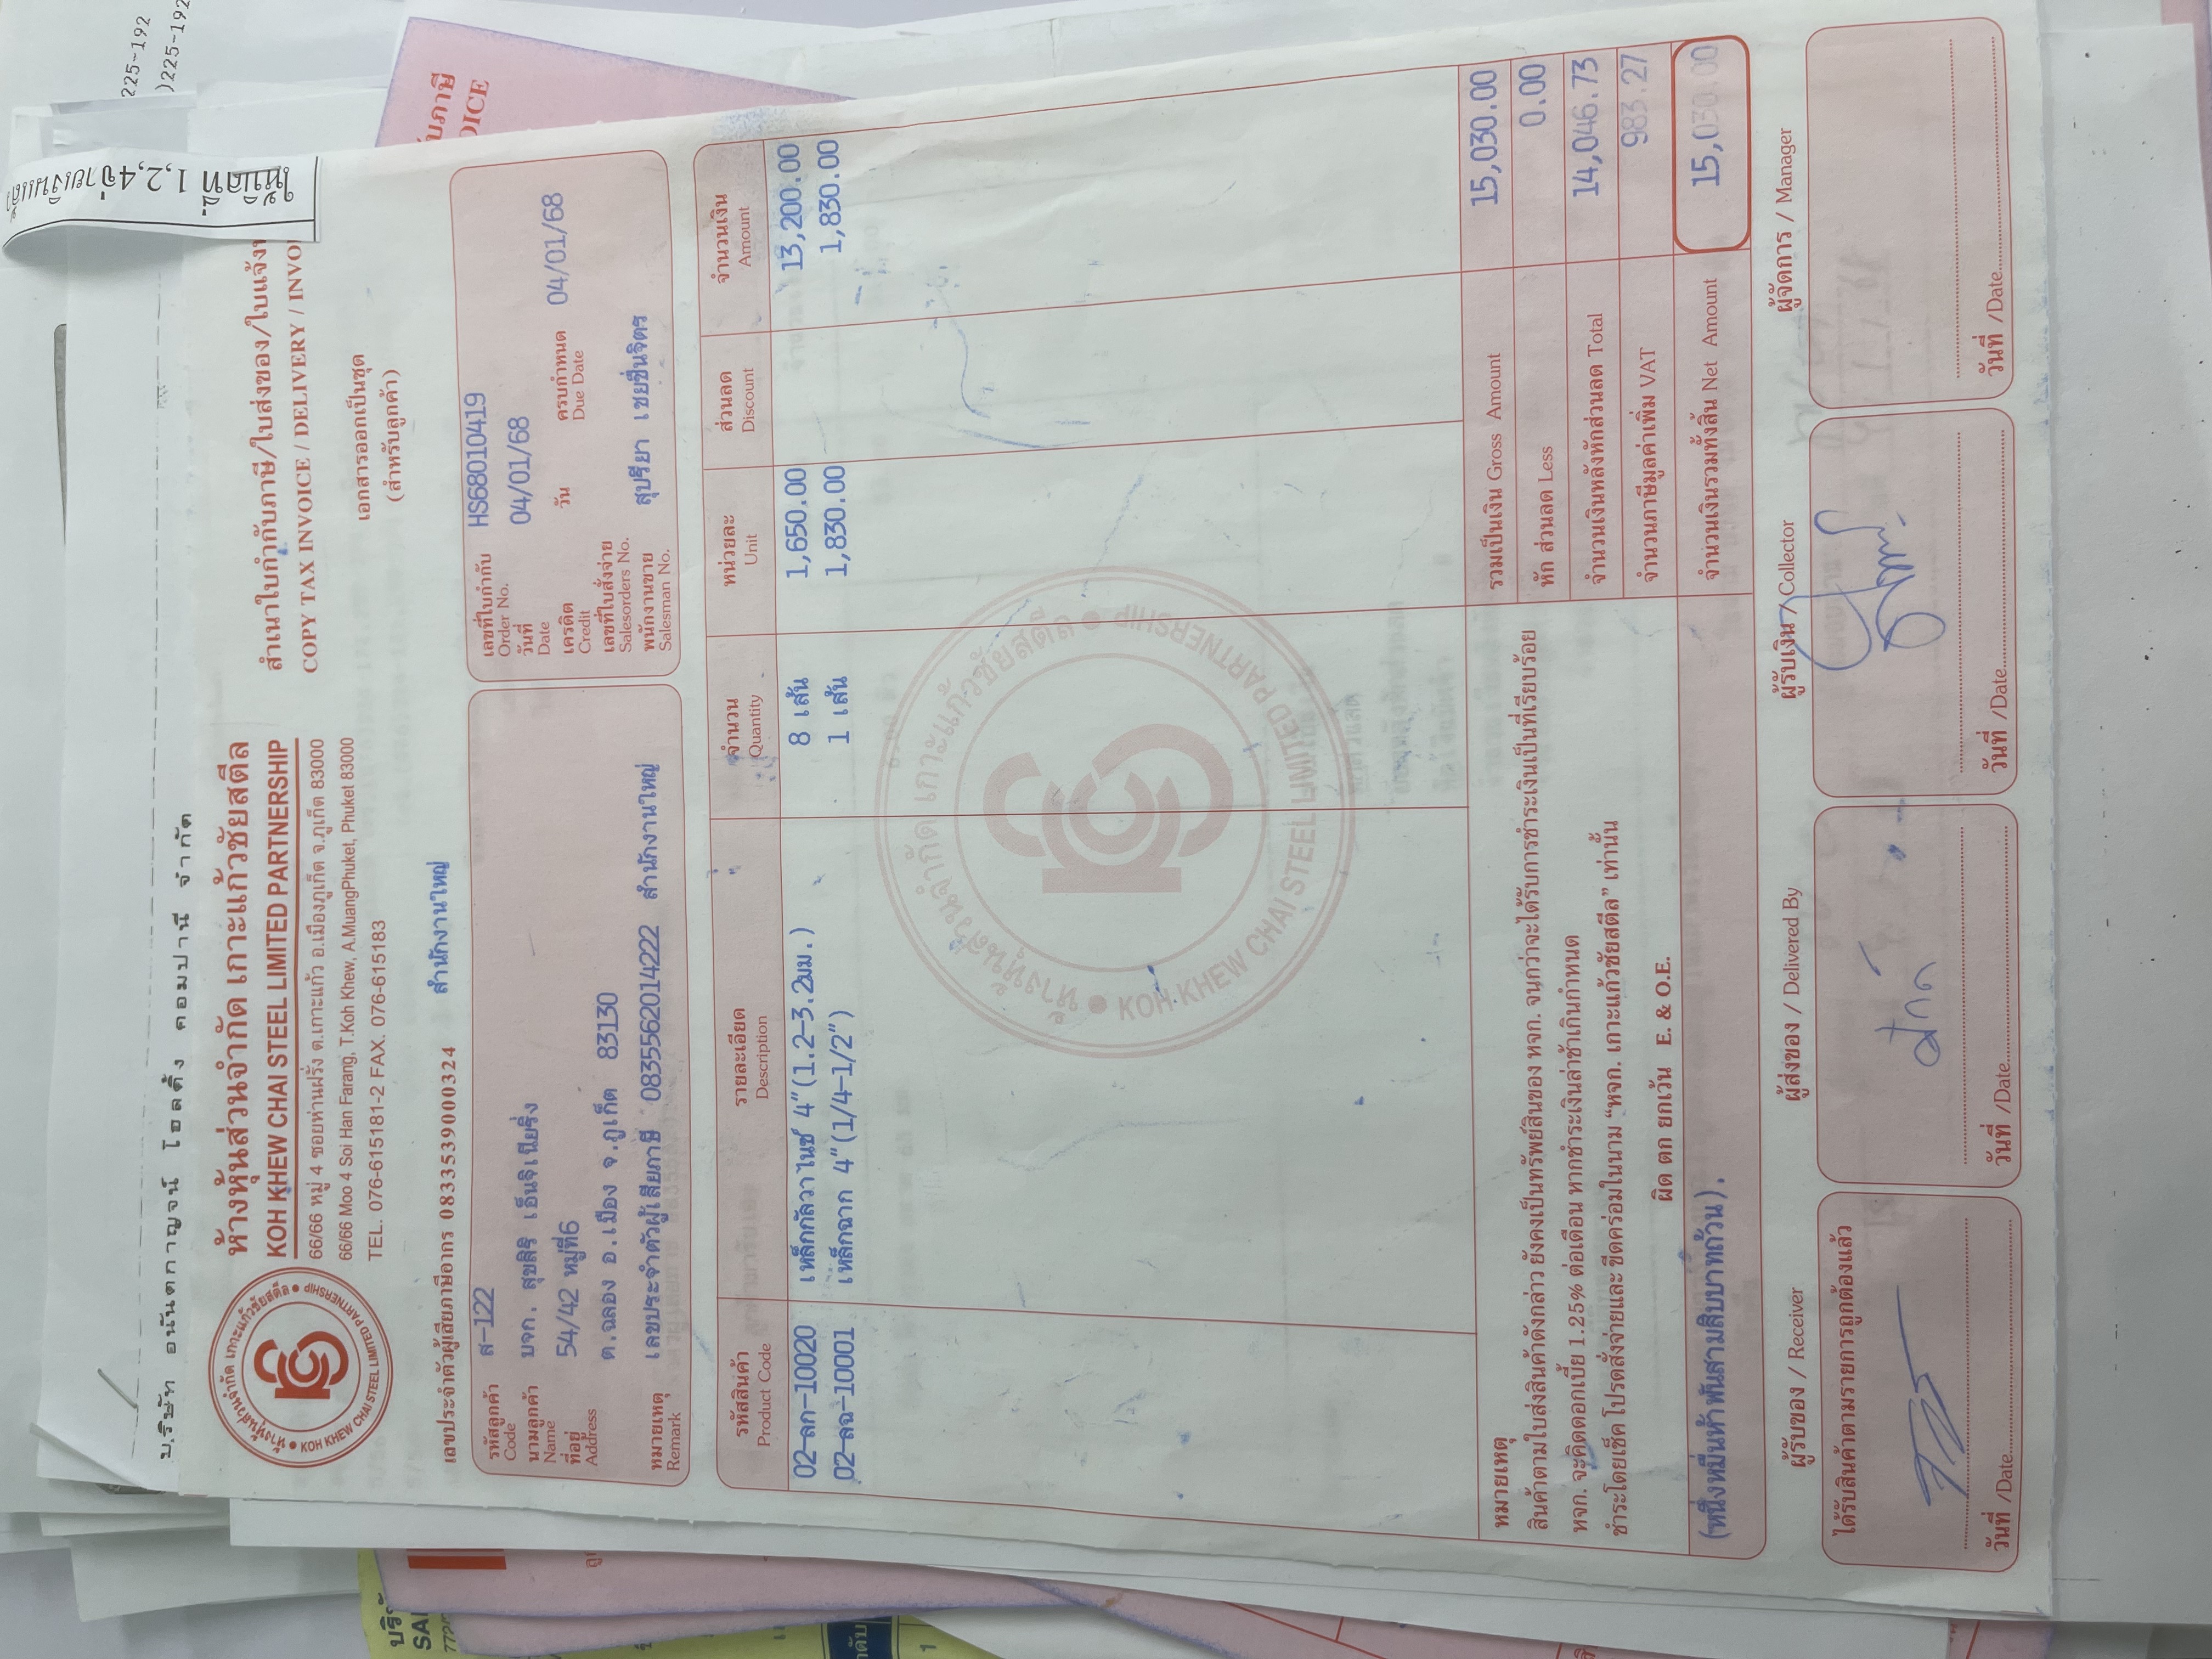 ให้บิลที่ 1,2,4จ่ายเงินแล้ว
225-192
)225-192
บริษัท อนันตกาญจน์ โฮลดิ้ง คอมปานี จำกัด
ห้างหุ้นส่วนจำกัด เกาะแก้วชัยสตีล
KOH KHEW CHAI STEEL LIMITED PARTNERSHIP
66/66 หมู่ 4 ซอยห่านฝรั่ง ต.เกาะแก้ว อ.เมืองภูเก็ต จ.ภูเก็ต 83000
66/66 Moo 4 Soi Han Farang, T.Koh Khew, A.MuangPhuket, Phuket 83000
TEL. 076-615181-2 FAX. 076-615183
สำเนาใบกำกับภาษี/ใบส่งของ/ใบแจ้ง
COPY TAX INVOICE / DELIVERY / INVO
เอกสารออกเป็นชุด
(สำหรับลูกค้า)
เลขประจำตัวผู้เสียภาษีอากร 0833539000324 สำนักงานใหญ่
รหัสลูกค้า ส-122
Code
นามลูกค้า บจก. สุขสิริ เอ็นจิเนียริ่ง
Name
ที่อยู่ 54/42 หมู่ที่6
Address
ต.ฉลอง อ.เมือง จ.ภูเก็ต 83130
หมายเหตุ เลขประจำตัวผู้เสียภาษี 0835562014222 สำนักงานใหญ่
Remark
เลขที่ใบกำกับ HS68010419
Order No.
วันที่ 04/01/68
Date
เครดิต วัน ครบกำหนด 04/01/68
Credit Due Date
เลขที่ใบสั่งจ่าย
Salesorders No.
พนักงานขาย สุปรียา เชยชื่นจิตร
Salesman No.
รหัสสินค้า รายละเอียด จำนวน หน่วยละ ส่วนลด จำนวนเงิน
Product Code Description Quantity Unit Discount Amount
02-ลก-10020 เหล็กกัลวาไนซ์ 4"(1.2-3.2มม.) 8 เส้น 1,650.00 13,200.00
02-ลฉ-10001 เหล็กฉาก 4"(1/4-1/2") 1 เส้น 1,830.00 1,830.00
ห้างหุ้นส่วนจำกัด เกาะแก้วชัยสตีล
KOH KHEW CHAI STEEL LIMITED PARTNERSHIP
หมายเหตุ
สินค้าตามใบส่งสินค้าดังกล่าว ยังคงเป็นทรัพย์สินของ หจก. จนกว่าจะได้รับการชำระเงินเป็นที่เรียบร้อย
หจก. จะคิดดอกเบี้ย 1.25% ต่อเดือน หากชำระเงินล่าช้าเกินกำหนด
ชำระโดยเช็ค โปรดสั่งจ่ายและ ขีดคร่อมในนาม "หจก. เกาะแก้วชัยสตีล" เท่านั้น
ผิด ตก ยกเว้น E. & O.E.
รวมเป็นเงิน Gross Amount 15,030.00
หัก ส่วนลด Less 0.00
จำนวนเงินหลังหักส่วนลด Total 14,046.73
จำนวนภาษีมูลค่าเพิ่ม VAT 983.27
(หนึ่งหมื่นห้าพันสามสิบบาทถ้วน).
จำนวนเงินรวมทั้งสิ้น Net Amount 15,030.00
ผู้รับของ / Receiver ผู้ส่งของ / Delivered By ผู้รับเงิน / Collector ผู้จัดการ / Manager
ได้รับสินค้าตามรายการถูกต้องแล้ว
วันที่ /Date วันที่ /Date วันที่ /Date วันที่ /Date